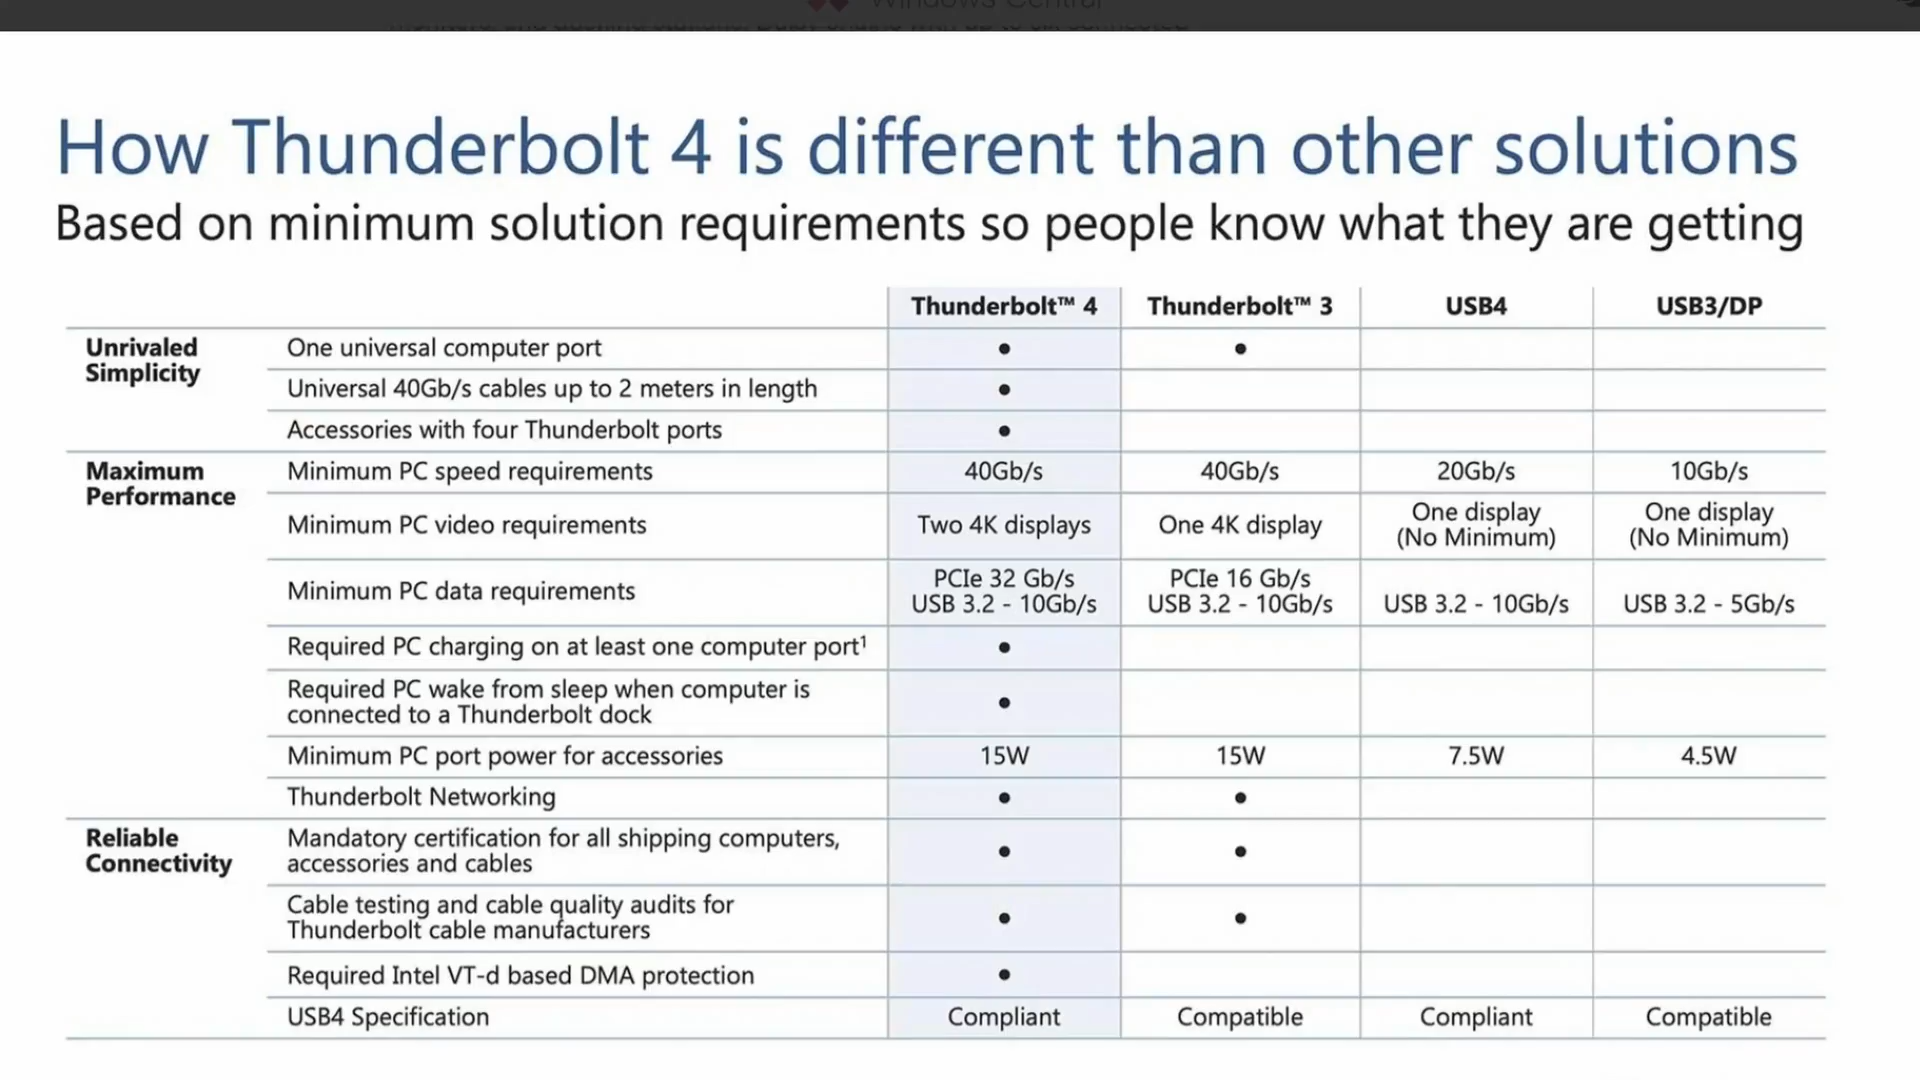 Windows Central
How Thunderbolt 4 is different than other solutions
Based on minimum solution requirements so people know what they are getting
Thunderbolt™ 4 Thunderbolt™ 3 USB4 USB3/DP
Unrivaled Simplicity
One universal computer port • •
Universal 40Gb/s cables up to 2 meters in length •
Accessories with four Thunderbolt ports •
Maximum Performance
Minimum PC speed requirements 40Gb/s 40Gb/s 20Gb/s 10Gb/s
Minimum PC video requirements Two 4K displays One 4K display One display (No Minimum) One display (No Minimum)
Minimum PC data requirements PCIe 32 Gb/s USB 3.2 - 10Gb/s PCIe 16 Gb/s USB 3.2 - 10Gb/s USB 3.2 - 10Gb/s USB 3.2 - 5Gb/s
Required PC charging on at least one computer port¹ •
Required PC wake from sleep when computer is connected to a Thunderbolt dock •
Minimum PC port power for accessories 15W 15W 7.5W 4.5W
Thunderbolt Networking • •
Reliable Connectivity
Mandatory certification for all shipping computers, accessories and cables • •
Cable testing and cable quality audits for Thunderbolt cable manufacturers • •
Required Intel VT-d based DMA protection •
USB4 Specification Compliant Compatible Compliant Compatible